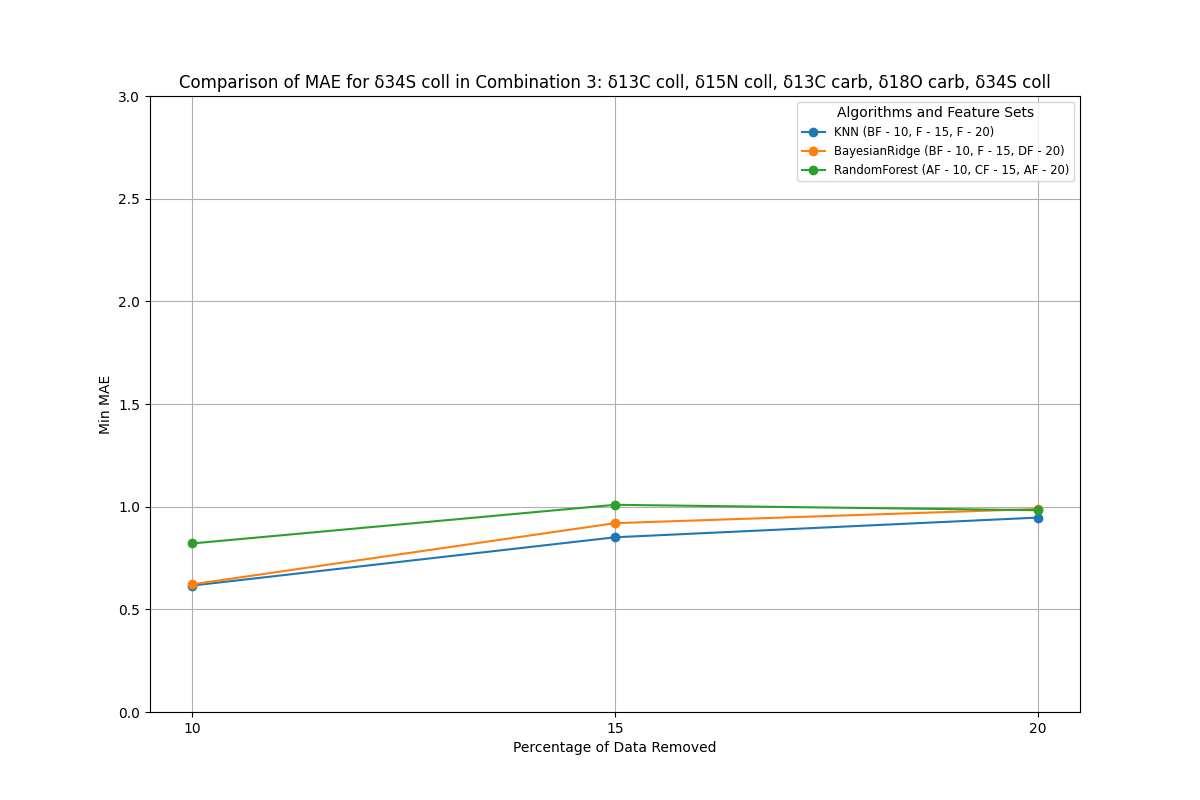 Comparison of MAE for δ34S coll in Combination 3: δ13C coll, δ15N coll, δ13C carb, δ18O carb, δ34S coll
3.0
2.5
2.0
1.5
1.0
0.5
0.0
Min MAE
Algorithms and Feature Sets
KNN (BF - 10, F - 15, F - 20)
BayesianRidge (BF - 10, F - 15, DF - 20)
RandomForest (AF - 10, CF - 15, AF - 20)
10 15 20
Percentage of Data Removed